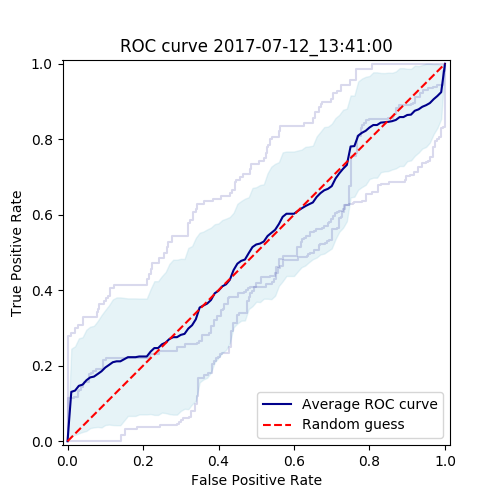 ROC curve 2017-07-12_13:41:00
True Positive Rate
1.0
0.8
0.6
0.4
0.2
0.0
Average ROC curve
Random guess
0.0 0.2 0.4 0.6 0.8 1.0
False Positive Rate